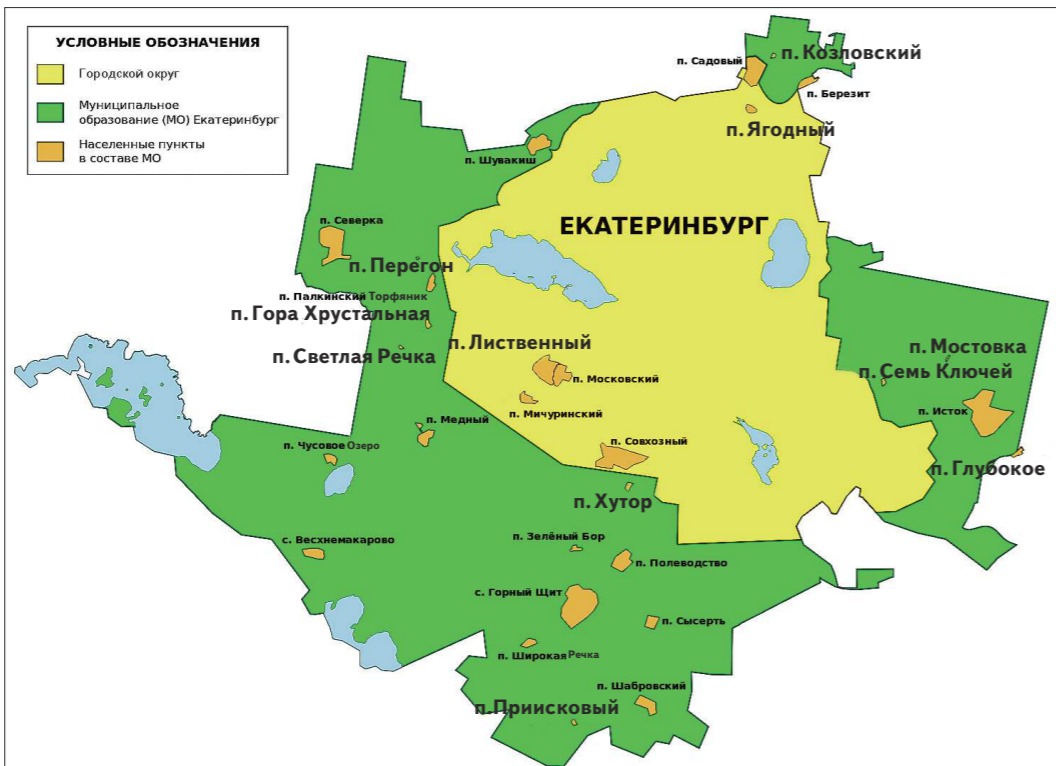 УСЛОВНЫЕ ОБОЗНАЧЕНИЯ
Городской округ
Муниципальное
образование (МО) Екатеринбург
Населенные пункты
в составе МО
п. Козловский
п. Садовый
п. Березит
п. Ягодный
п. Шувакиш
ЕКАТЕРИНБУРГ
п. Северка
п. Перегон
п. Палкинский Торфяник
п. Гора Хрустальная
п. Светлая Речка
п. Лиственный
п. Московский
п. Мичуринский
п. Мостовка
п. Семь Ключей
п. Исток
п. Глубокое
п. Медный
п. Чусовое Озеро
п. Совхозный
п. Хутор
с. Весхнемакарово
п. Зелёный Бор
п. Полеводство
с. Горный Щит
п. Сысерть
п. Широкая Речка
п. Шабровский
п.Приисковый